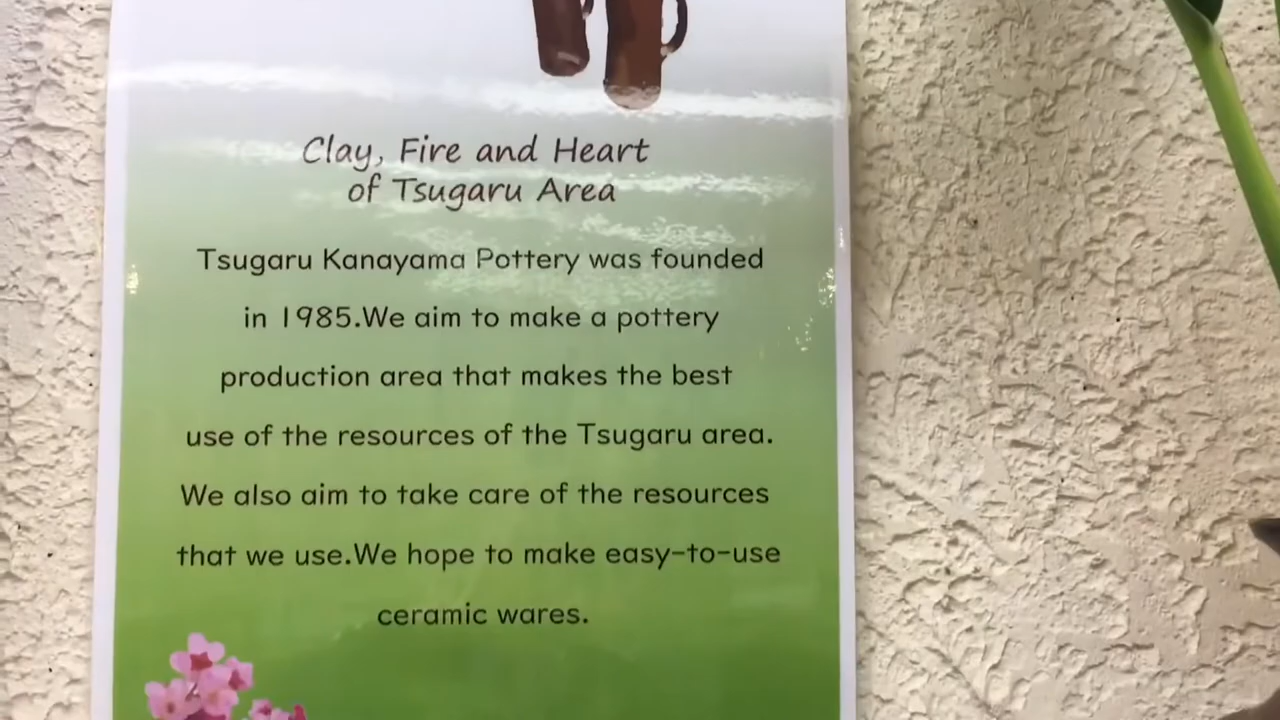 Clay, Fire and Heart
of Tsugaru Area
Tsugaru Kanayama Pottery was founded
in 1985.We aim to make a pottery
production area that makes the best
use of the resources of the Tsugaru area.
We also aim to take care of the resources
that we use.We hope to make easy-to-use
ceramic wares.